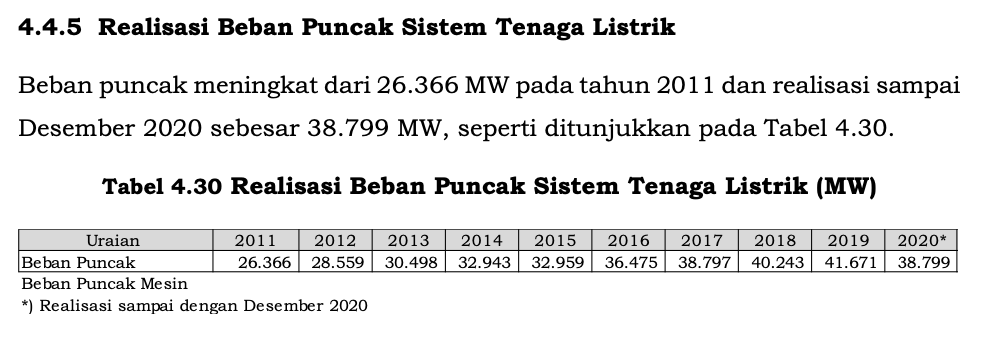 4.4.5 Realisasi Beban Puncak Sistem Tenaga Listrik
Beban puncak meningkat dari 26.366 MW pada tahun 2011 dan realisasi sampai
Desember 2020 sebesar 38.799 MW, seperti ditunjukkan pada Tabel 4.30.
Tabel 4.30 Realisasi Beban Puncak Sistem Tenaga Listrik (MW)
Uraian 2011 2012 2013 2014 2015 2016 2017 2018 2019 2020*
Beban Puncak 26.366 28.559 30.498 32.943 32.959 36.475 38.797 40.243 41.671 38.799
Beban Puncak Mesin
*) Realisasi sampai dengan Desember 2020